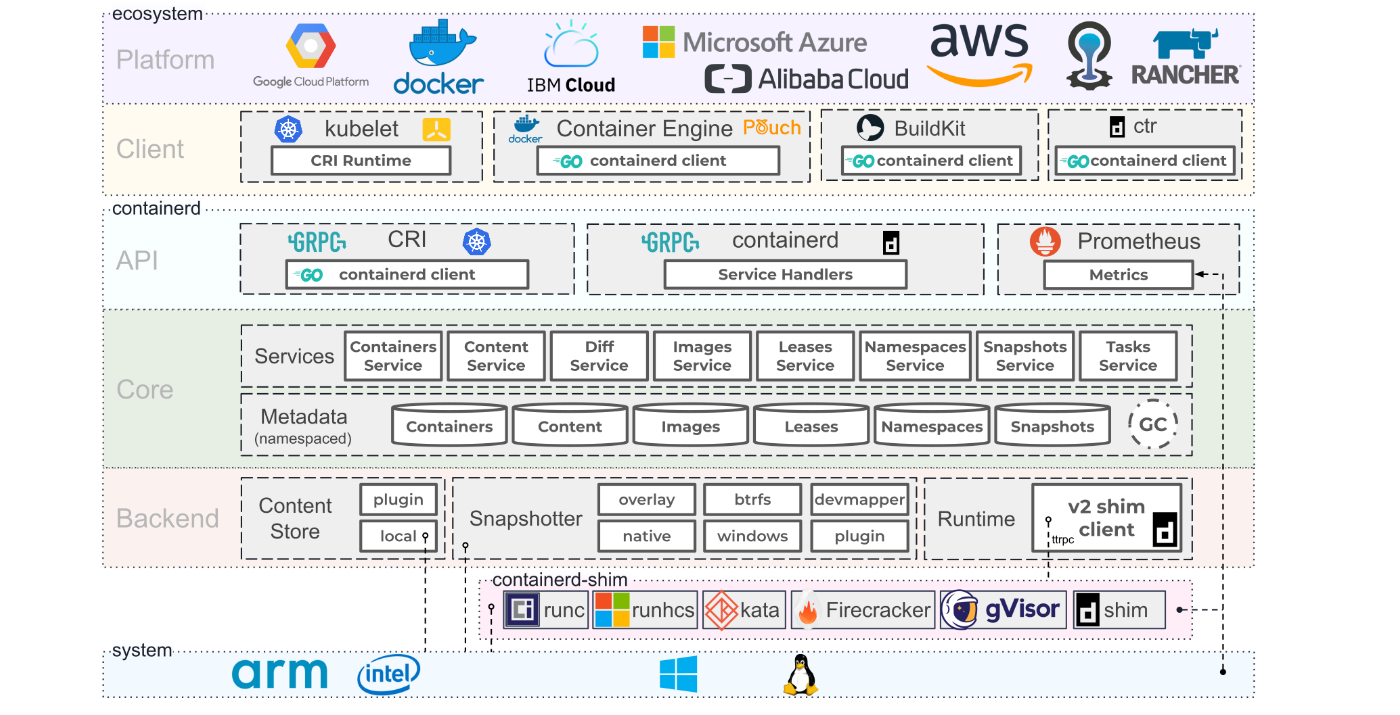 ecosystem
Platform
Google Cloud Platform
docker
IBM Cloud
Microsoft Azure
Alibaba Cloud
aws
RANCHER
Client
kubelet
CRI Runtime
docker
Container Engine
Pouch
GO containerd client
BuildKit
GO containerd client
ctr
GO containerd client
containerd
API
GRPC
CRI
GO containerd client
GRPC
containerd
Service Handlers
Prometheus
Metrics
Core
Services
Containers
Service
Content
Service
Diff
Service
Images
Service
Leases
Service
Namespaces
Service
Snapshots
Service
Tasks
Service
Metadata
(namespaced)
Containers
Content
Images
Leases
Namespaces
Snapshots
GC
Backend
Content
Store
plugin
local
Snapshotter
overlay
btrfs
devmapper
native
windows
plugin
Runtime
v2 shim
client
ttrpc
containerd-shim
runc
runhcs
kata
Firecracker
gVisor
shim
system
arm
intel